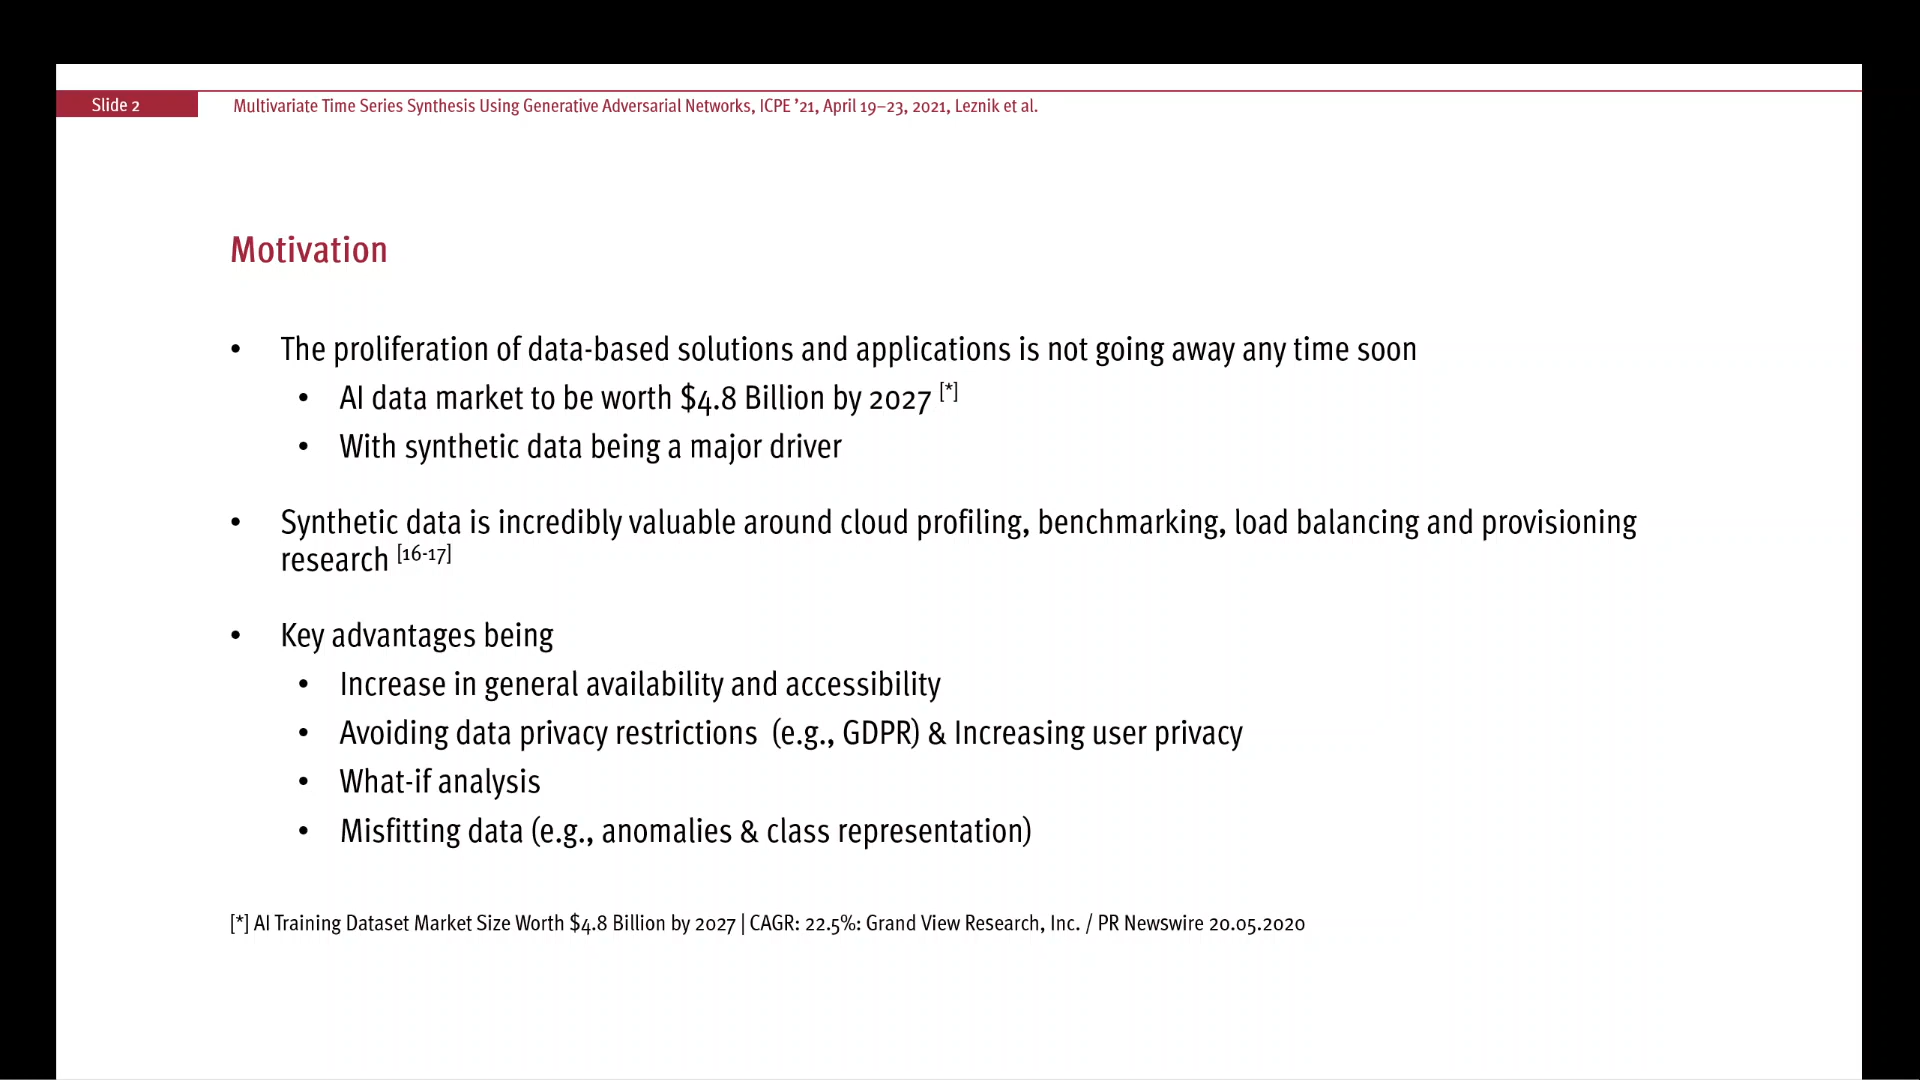 Slide 2
Multivariate Time Series Synthesis Using Generative Adversarial Networks, ICPE ’21, April 19–23, 2021, Leznik et al.
Motivation
• The proliferation of data-based solutions and applications is not going away any time soon
• AI data market to be worth $4.8 Billion by 2027 [*]
• With synthetic data being a major driver
• Synthetic data is incredibly valuable around cloud profiling, benchmarking, load balancing and provisioning
research [16-17]
• Key advantages being
• Increase in general availability and accessibility
• Avoiding data privacy restrictions (e.g., GDPR) & Increasing user privacy
• What-if analysis
• Misfitting data (e.g., anomalies & class representation)
[*] AI Training Dataset Market Size Worth $4.8 Billion by 2027 | CAGR: 22.5%: Grand View Research, Inc. / PR Newswire 20.05.2020